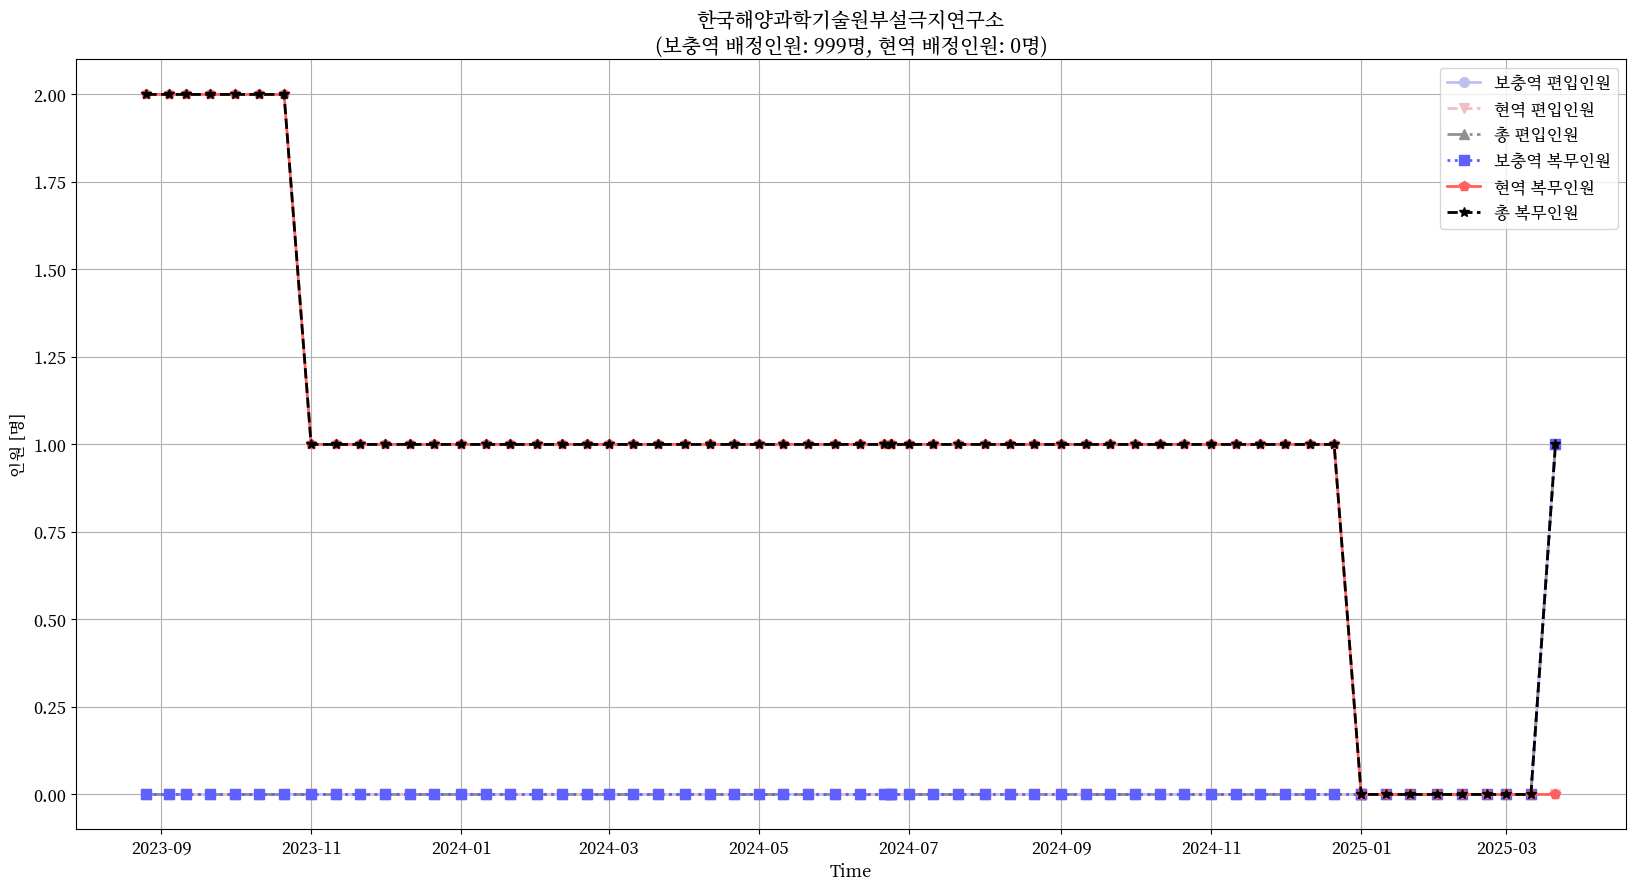 한국해양과학기술원부설극지연구소
(보충역 배정인원: 999명, 현역 배정인원: 0명)
보충역 편입인원
현역 편입인원
총 편입인원
보충역 복무인원
현역 복무인원
총 복무인원
인원 [명]
2.00
1.75
1.50
1.25
1.00
0.75
0.50
0.25
0.00
2023-09
2023-11
2024-01
2024-03
2024-05
2024-07
2024-09
2024-11
2025-01
2025-03
Time